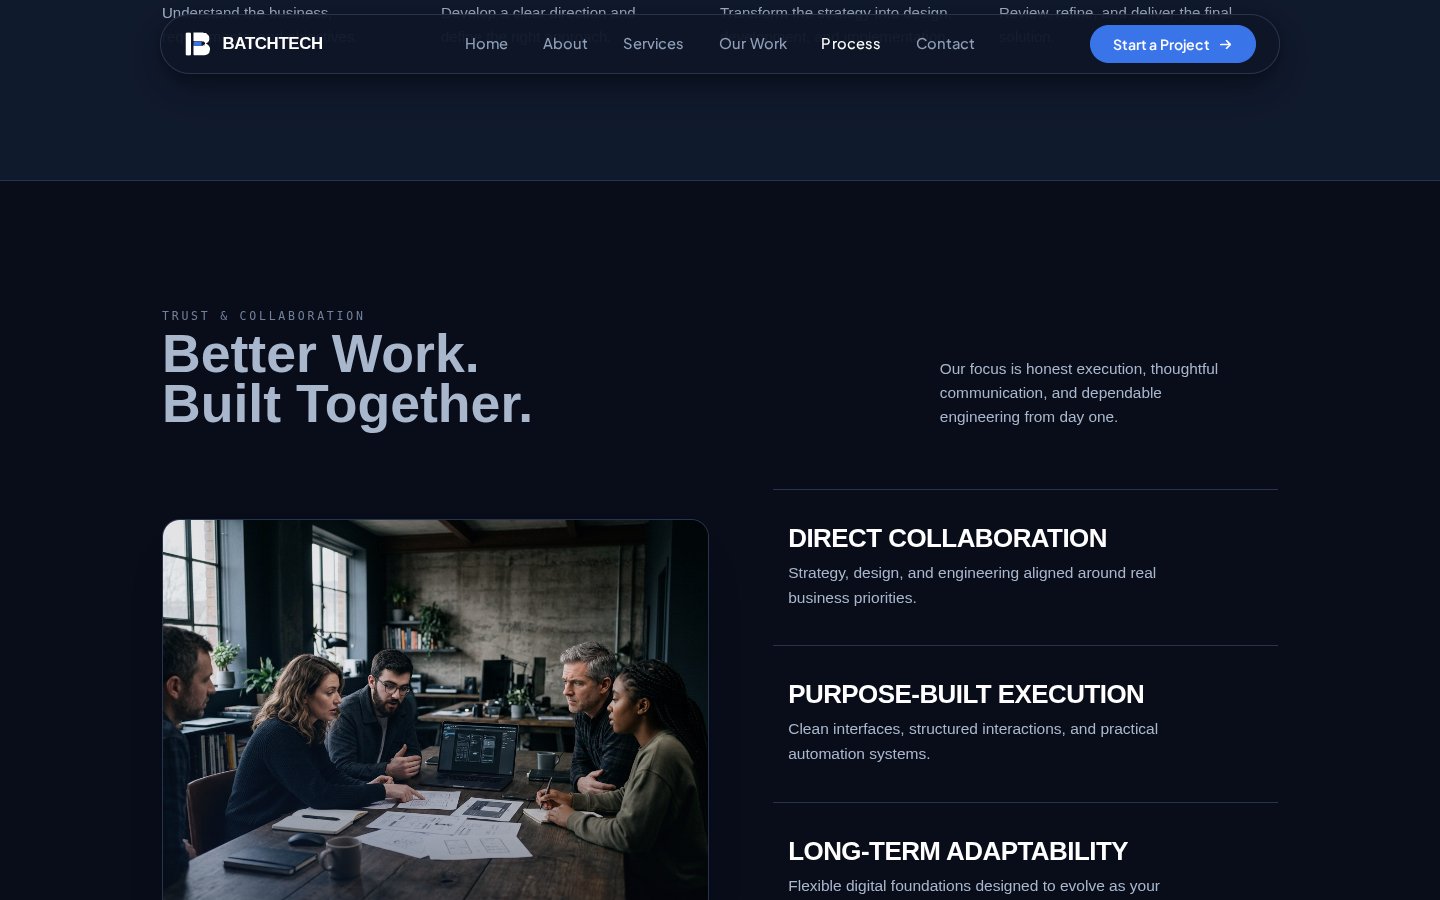 Understand the business
Develop a clear direction and
Transform the strategy into design,
Review, refine, and deliver the final
solution.
BATCHTECH
Home
About
Services
Our Work
Process
Contact
Start a Project
TRUST & COLLABORATION
Better Work.
Built Together.
Our focus is honest execution, thoughtful
communication, and dependable
engineering from day one.
DIRECT COLLABORATION
Strategy, design, and engineering aligned around real
business priorities.
PURPOSE-BUILT EXECUTION
Clean interfaces, structured interactions, and practical
automation systems.
LONG-TERM ADAPTABILITY
Flexible digital foundations designed to evolve as your